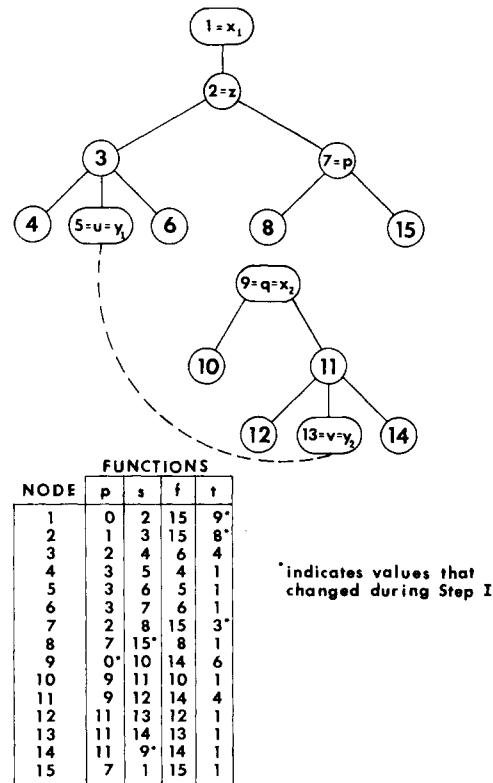 1=x₁
2=z
3
7=p
4
5=u=y₁
6
8
15
9=q=x₂
10
11
12
13=v=y₂
14
FUNCTIONS
NODE p s f t
1 0 2 15 9*
2 1 3 15 8*
3 2 4 6 4
4 3 5 4 1
5 3 6 5 1
6 3 7 6 1
7 2 8 15 3*
8 7 15* 8 1
9 0* 10 14 6
10 9 11 10 1
11 9 12 14 4
12 11 13 12 1
13 11 14 13 1
14 11 9* 14 1
15 7 1 15 1
*indicates values that
changed during Step I